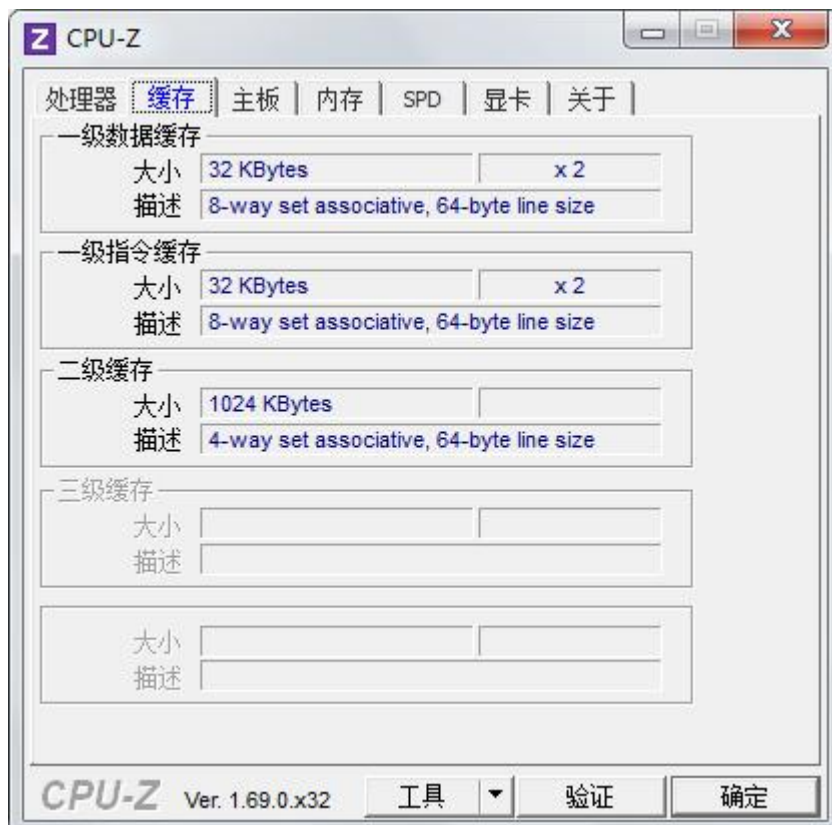 Z CPU-Z
处理器 缓存 主板 内存 SPD 显卡 关于
一级数据缓存
大小 32 KBytes x 2
描述 8-way set associative, 64-byte line size
一级指令缓存
大小 32 KBytes x 2
描述 8-way set associative, 64-byte line size
二级缓存
大小 1024 KBytes
描述 4-way set associative, 64-byte line size
三级缓存
大小
描述
大小
描述
CPU-Z Ver. 1.69.0.x32 工具 验证 确定